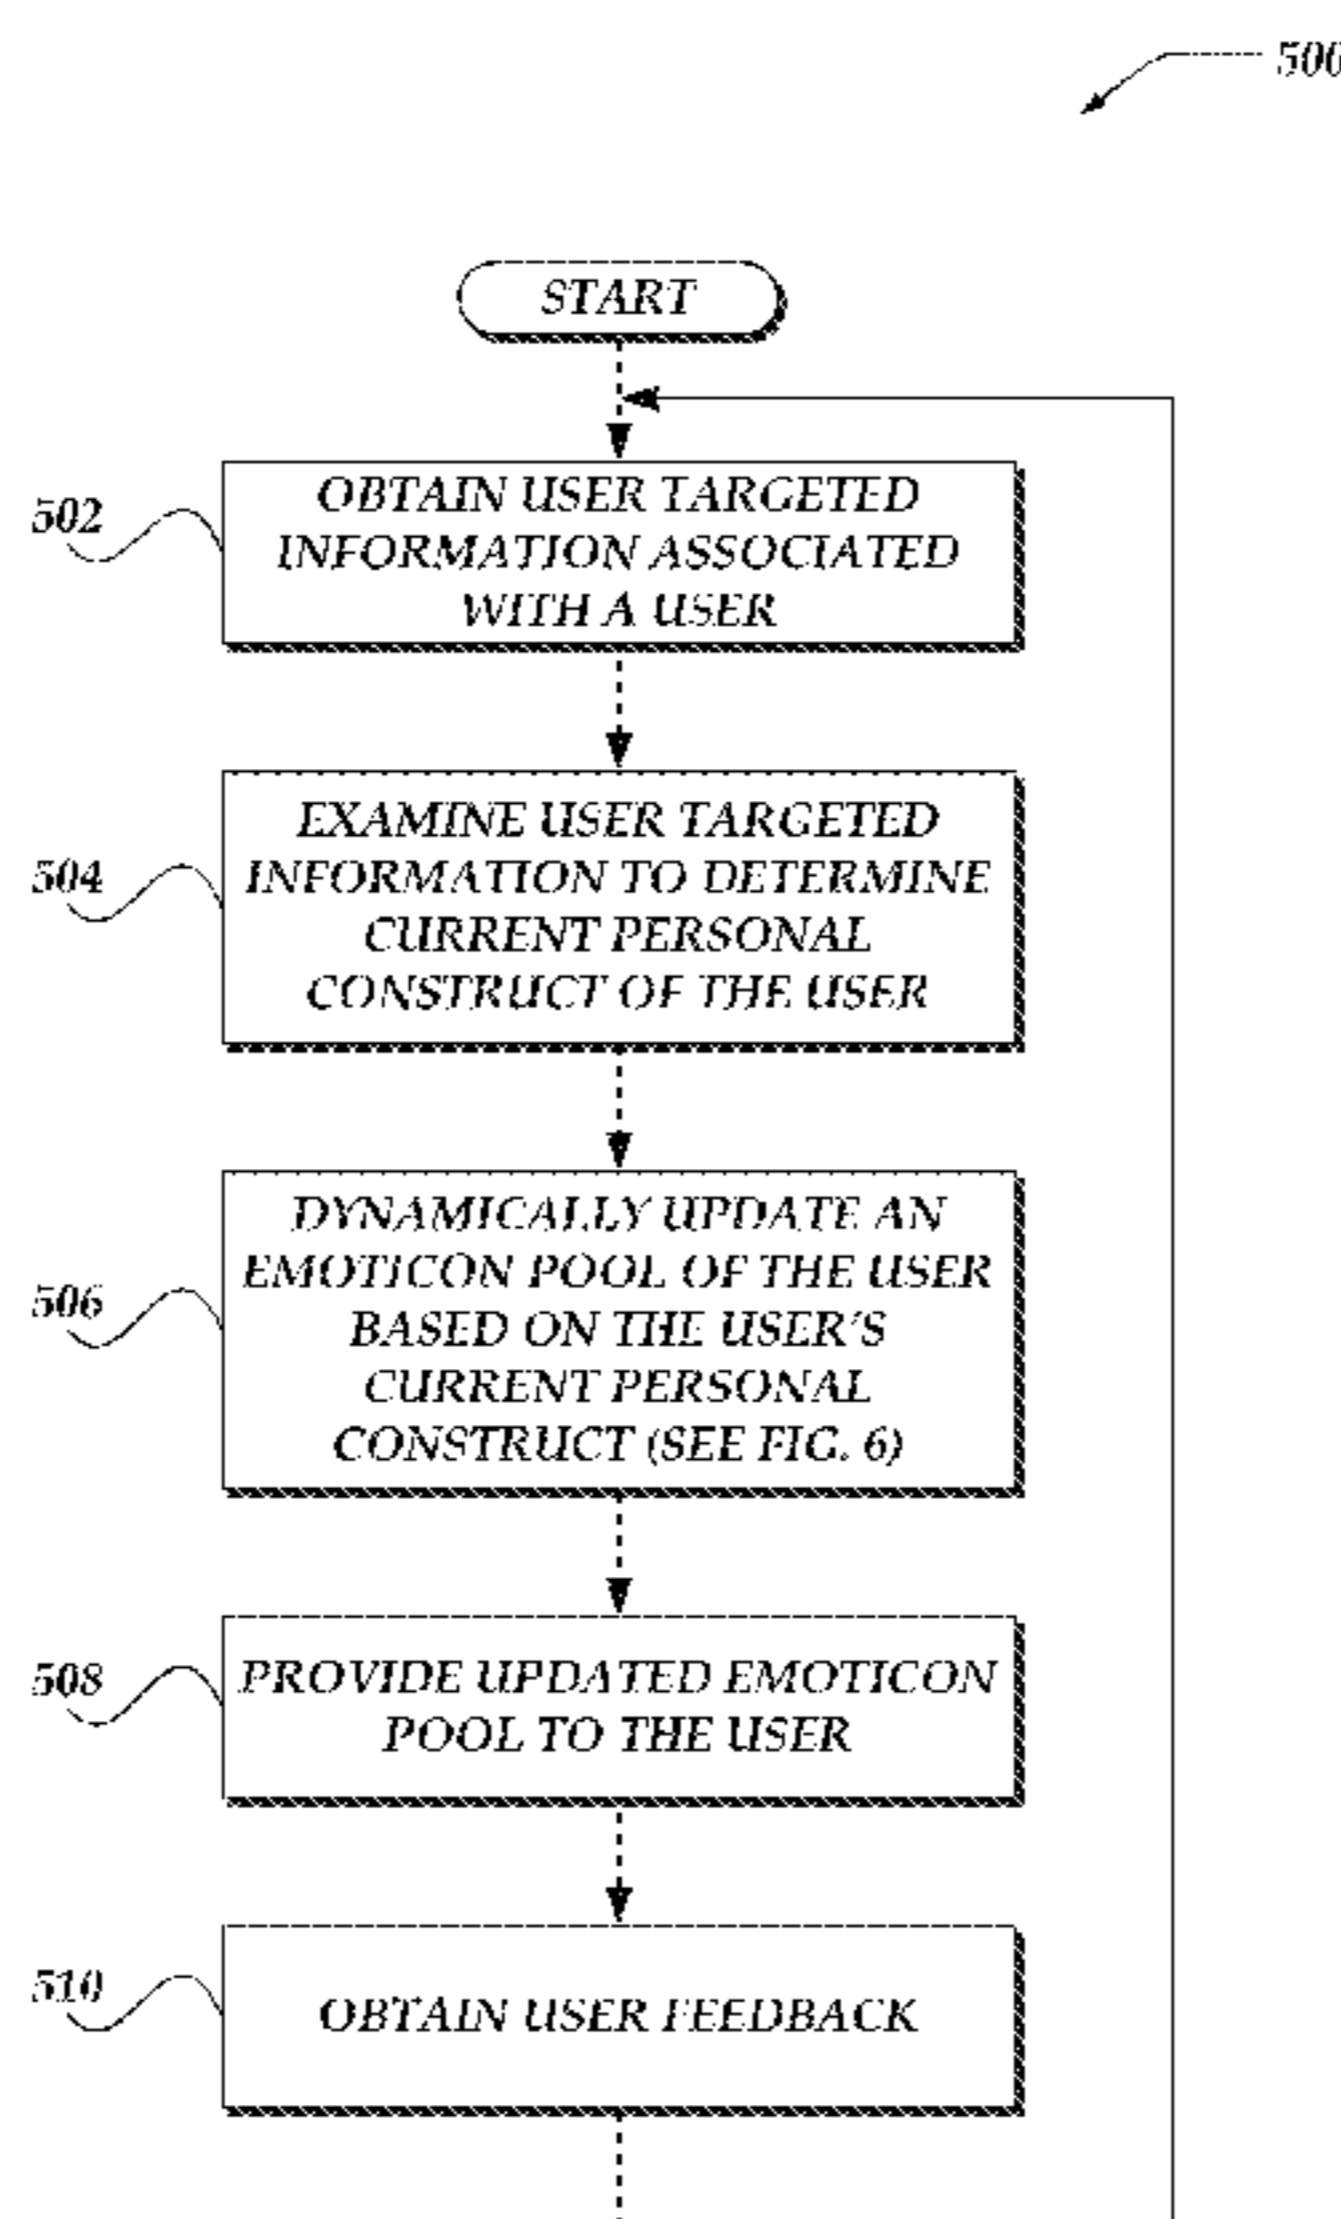 500
START
502
OBTAIN USER TARGETED
INFORMATION ASSOCIATED
WITH A USER
504
EXAMINE USER TARGETED
INFORMATION TO DETERMINE
CURRENT PERSONAL
CONSTRUCT OF THE USER
506
DYNAMICALLY UPDATE AN
EMOTICON POOL OF THE USER
BASED ON THE USER'S
CURRENT PERSONAL
CONSTRUCT (SEE FIG. 6)
508
PROVIDE UPDATED EMOTICON
POOL TO THE USER
510
OBTAIN USER FEEDBACK